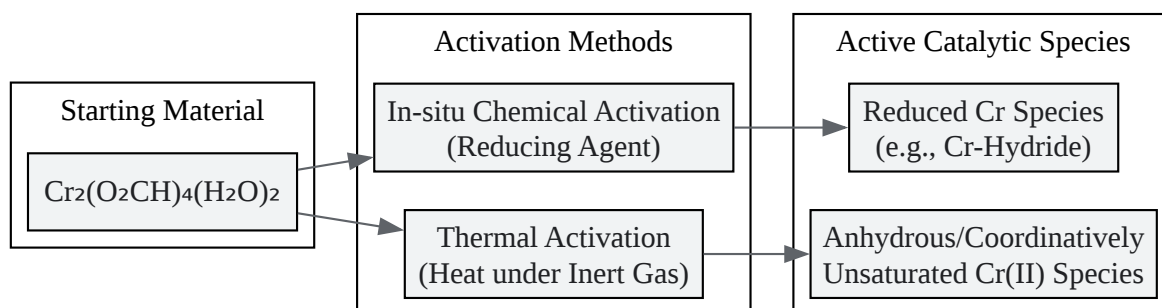 Starting Material
Cr₂(O₂CH)₄(H₂O)₂
Activation Methods
In-situ Chemical Activation
(Reducing Agent)
Thermal Activation
(Heat under Inert Gas)
Active Catalytic Species
Reduced Cr Species
(e.g., Cr-Hydride)
Anhydrous/Coordinatively
Unsaturated Cr(II) Species